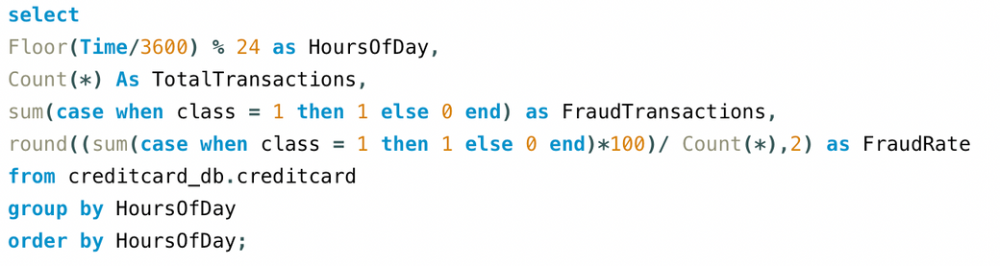 select
Floor(Time/3600) % 24 as HoursOfDay,
Count(*) As TotalTransactions,
sum(case when class = 1 then 1 else 0 end) as FraudTransactions,
round((sum(case when class = 1 then 1 else 0 end)*100)/ Count(*),2) as FraudRate
from creditcard_db.creditcard
group by HoursOfDay
order by HoursOfDay;